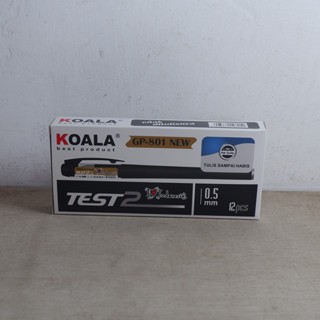 KOALA®
best product
GP-801 NEW
TULIS SAMPAI HABIS
TEST2
0.5
mm
12pcs